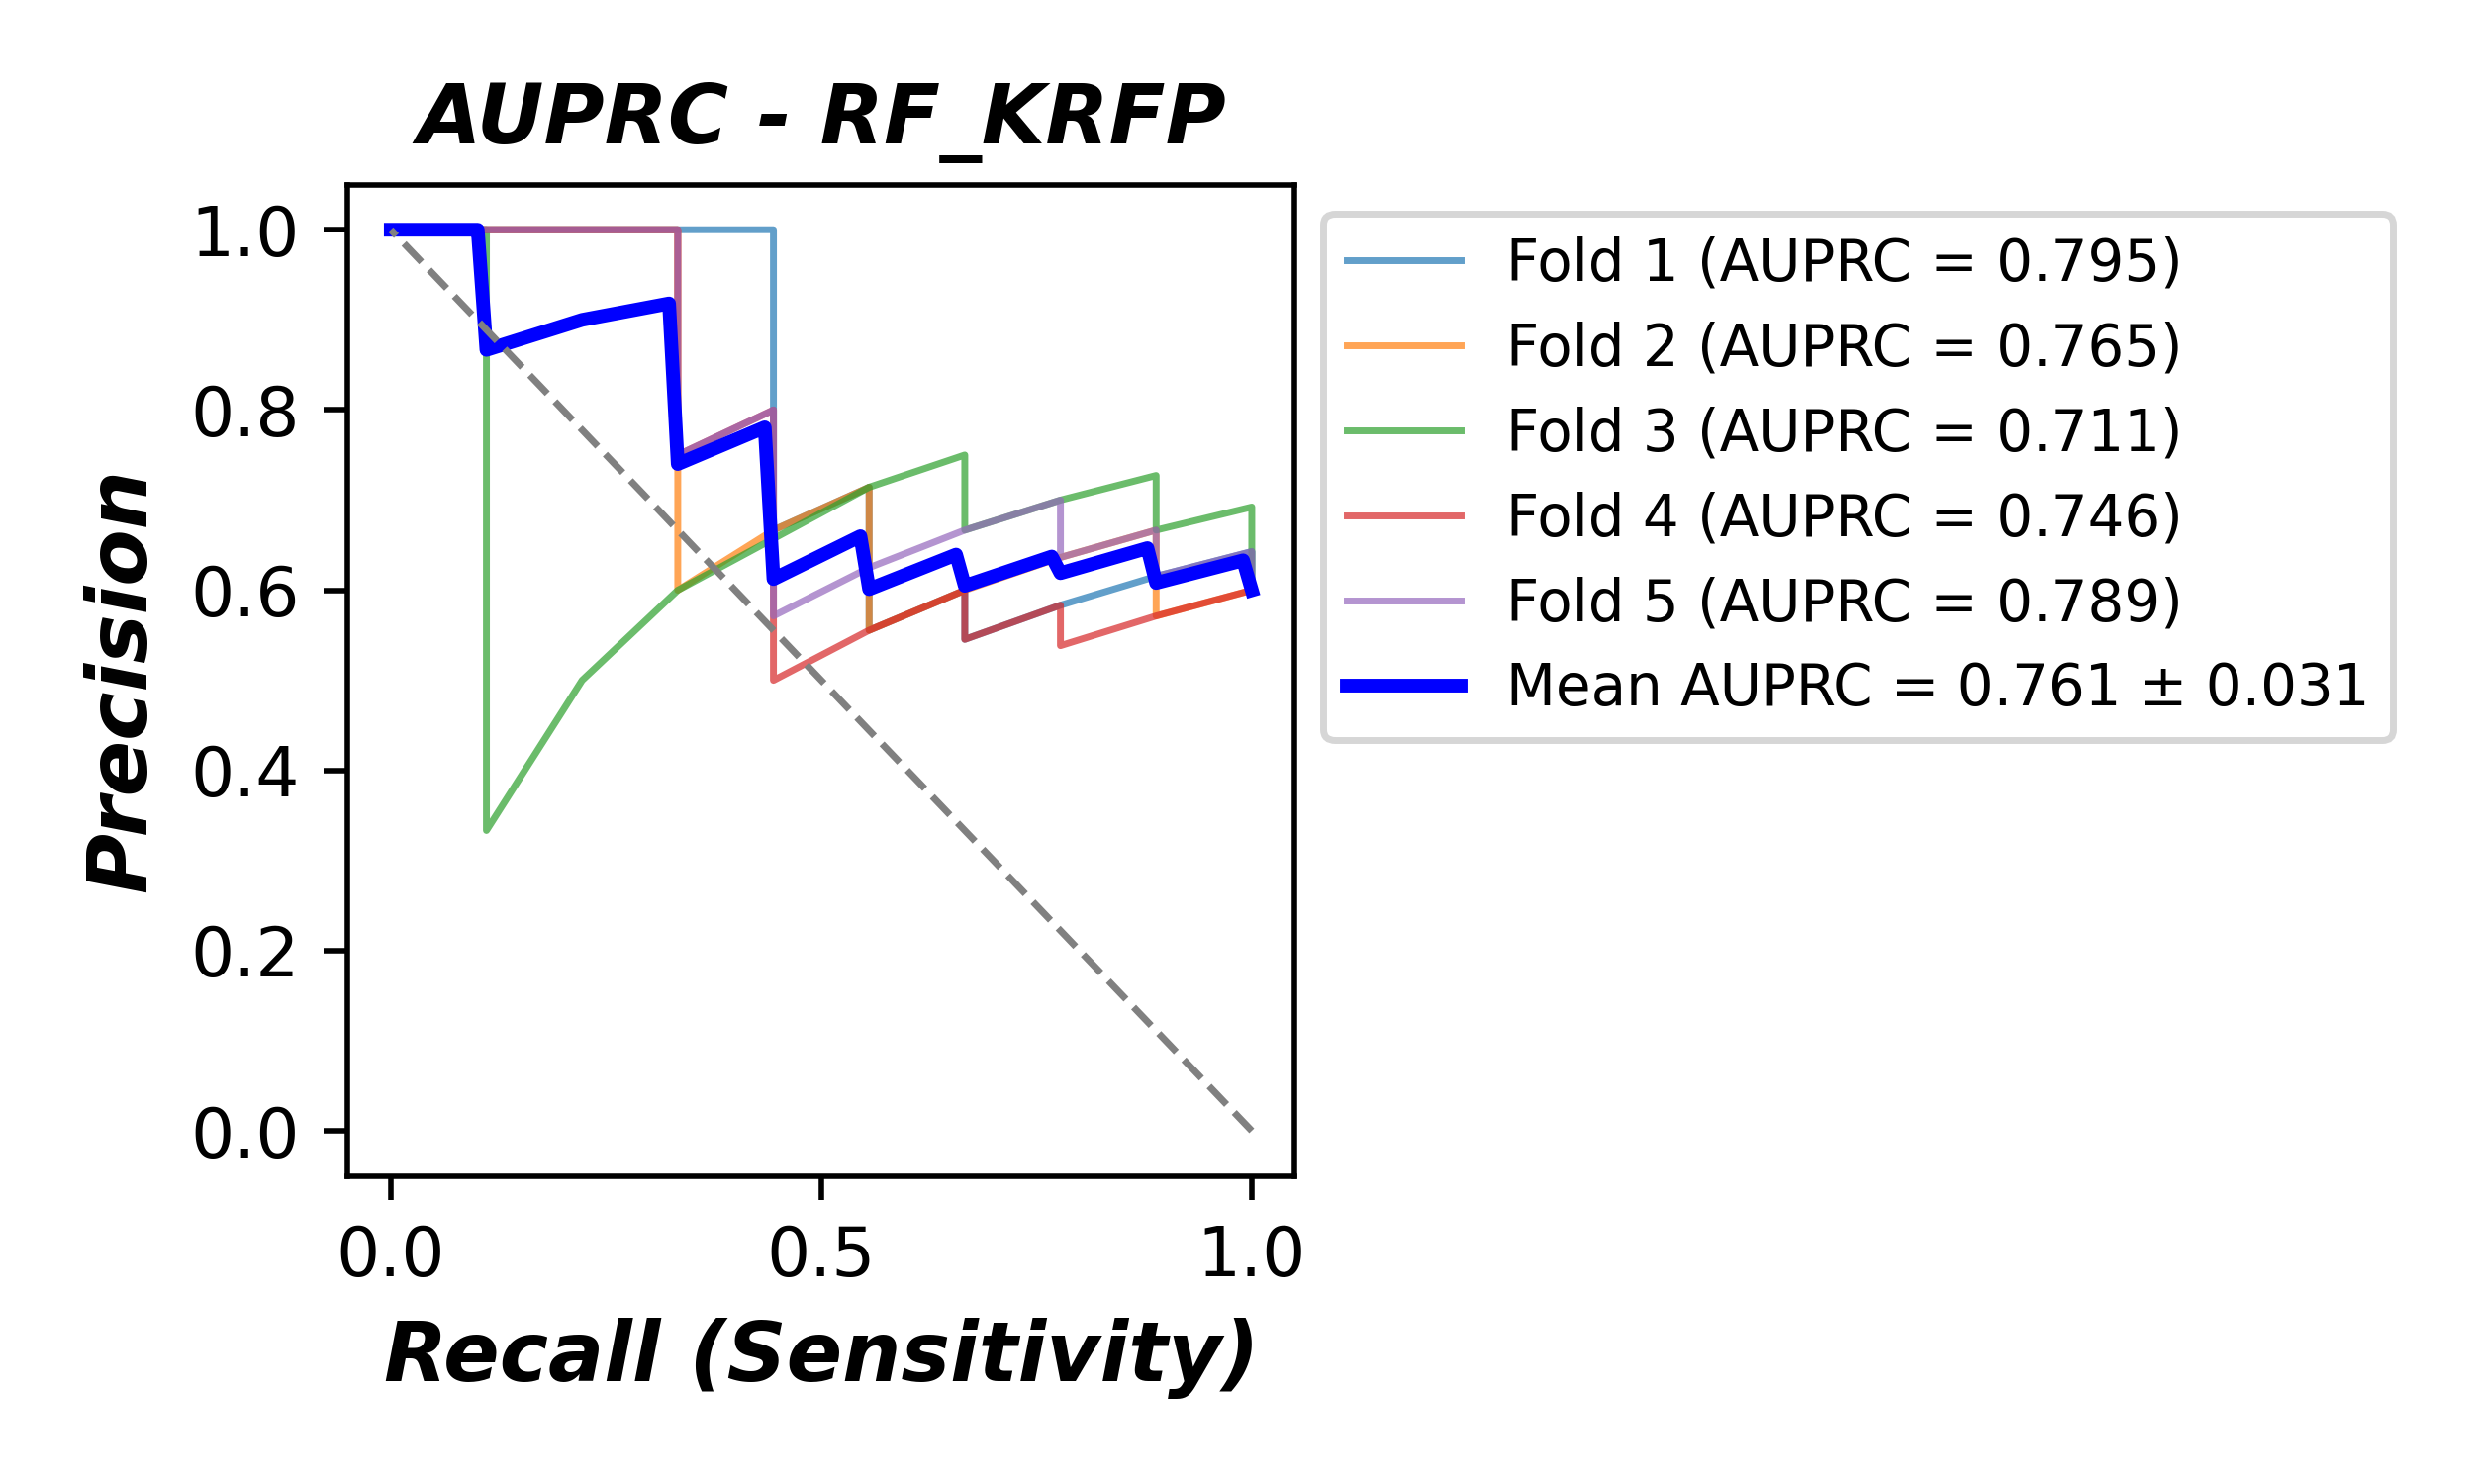 AUPRC - RF_KRFP
Precision
1.0
0.8
0.6
0.4
0.2
0.0
0.0 0.5 1.0
Recall (Sensitivity)
Fold 1 (AUPRC = 0.795)
Fold 2 (AUPRC = 0.765)
Fold 3 (AUPRC = 0.711)
Fold 4 (AUPRC = 0.746)
Fold 5 (AUPRC = 0.789)
Mean AUPRC = 0.761 ± 0.031